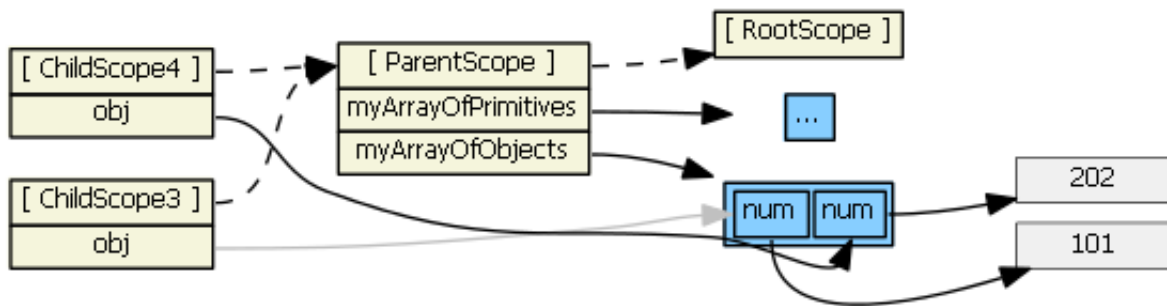 [ ChildScope4 ]
obj
[ ChildScope3 ]
obj
[ ParentScope ]
myArrayOfPrimitives
myArrayOfObjects
[ RootScope ]
...
num num
202
101